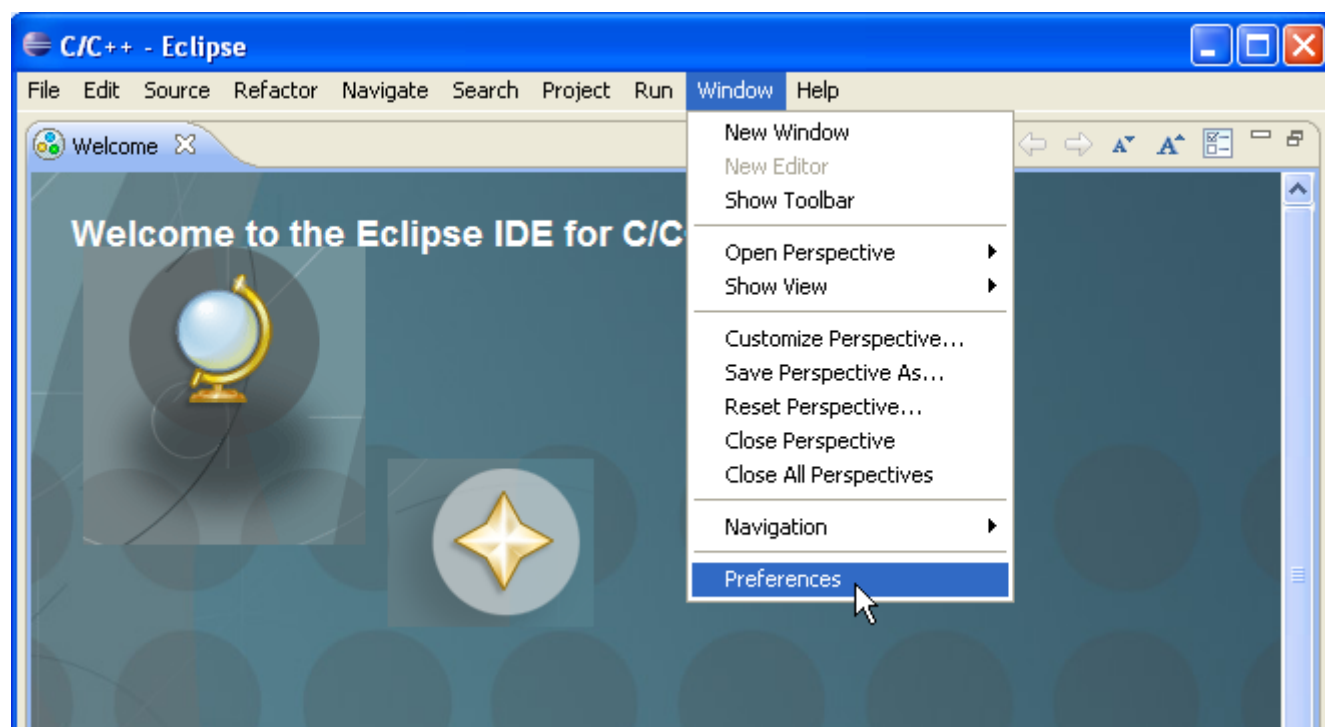 C/C++ - Eclipse
File Edit Source Refactor Navigate Search Project Run Window Help
Welcome
New Window
New Editor
Show Toolbar
Welcome to the Eclipse IDE for C/C
Open Perspective
Show View
Customize Perspective...
Save Perspective As...
Reset Perspective...
Close Perspective
Close All Perspectives
Navigation
Preferences